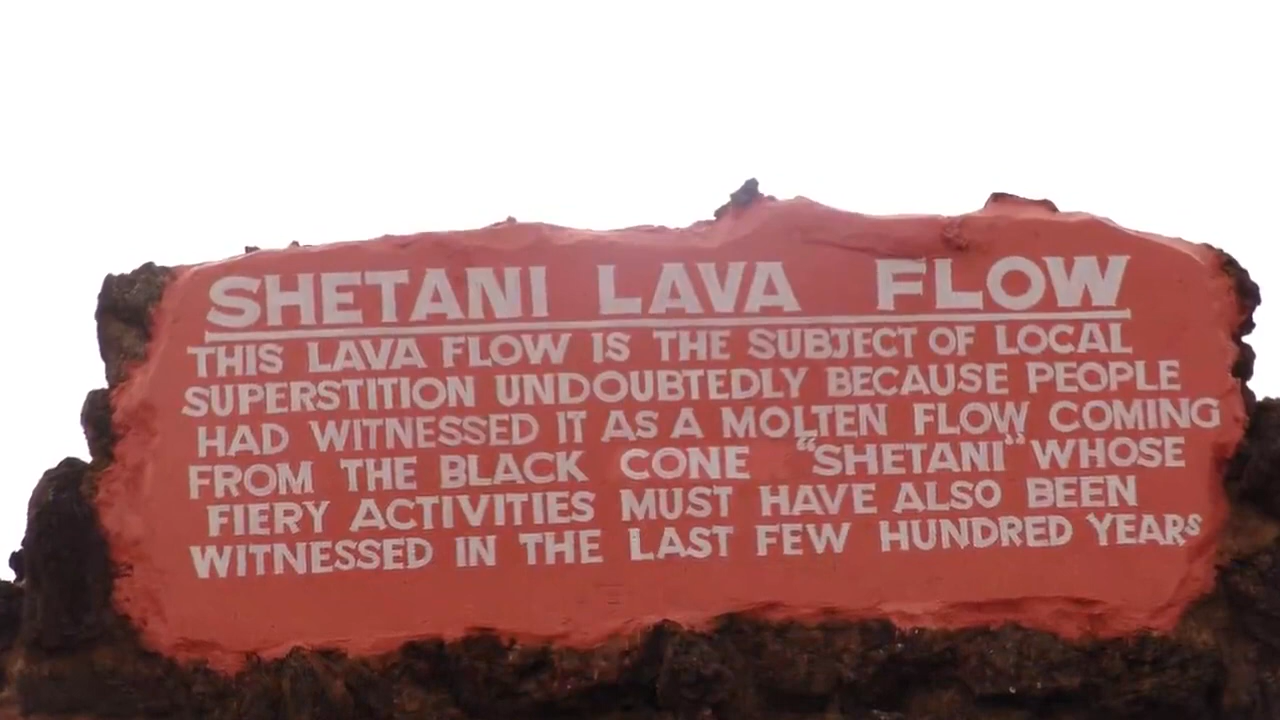 SHETANI LAVA FLOW
THIS LAVA FLOW IS THE SUBJECT OF LOCAL
SUPERSTITION UNDOUBTEDLY BECAUSE PEOPLE
HAD WITNESSED IT AS A MOLTEN FLOW COMING
FROM THE BLACK CONE "SHETANI" WHOSE
FIERY ACTIVITIES MUST HAVE ALSO BEEN
WITNESSED IN THE LAST FEW HUNDRED YEARS